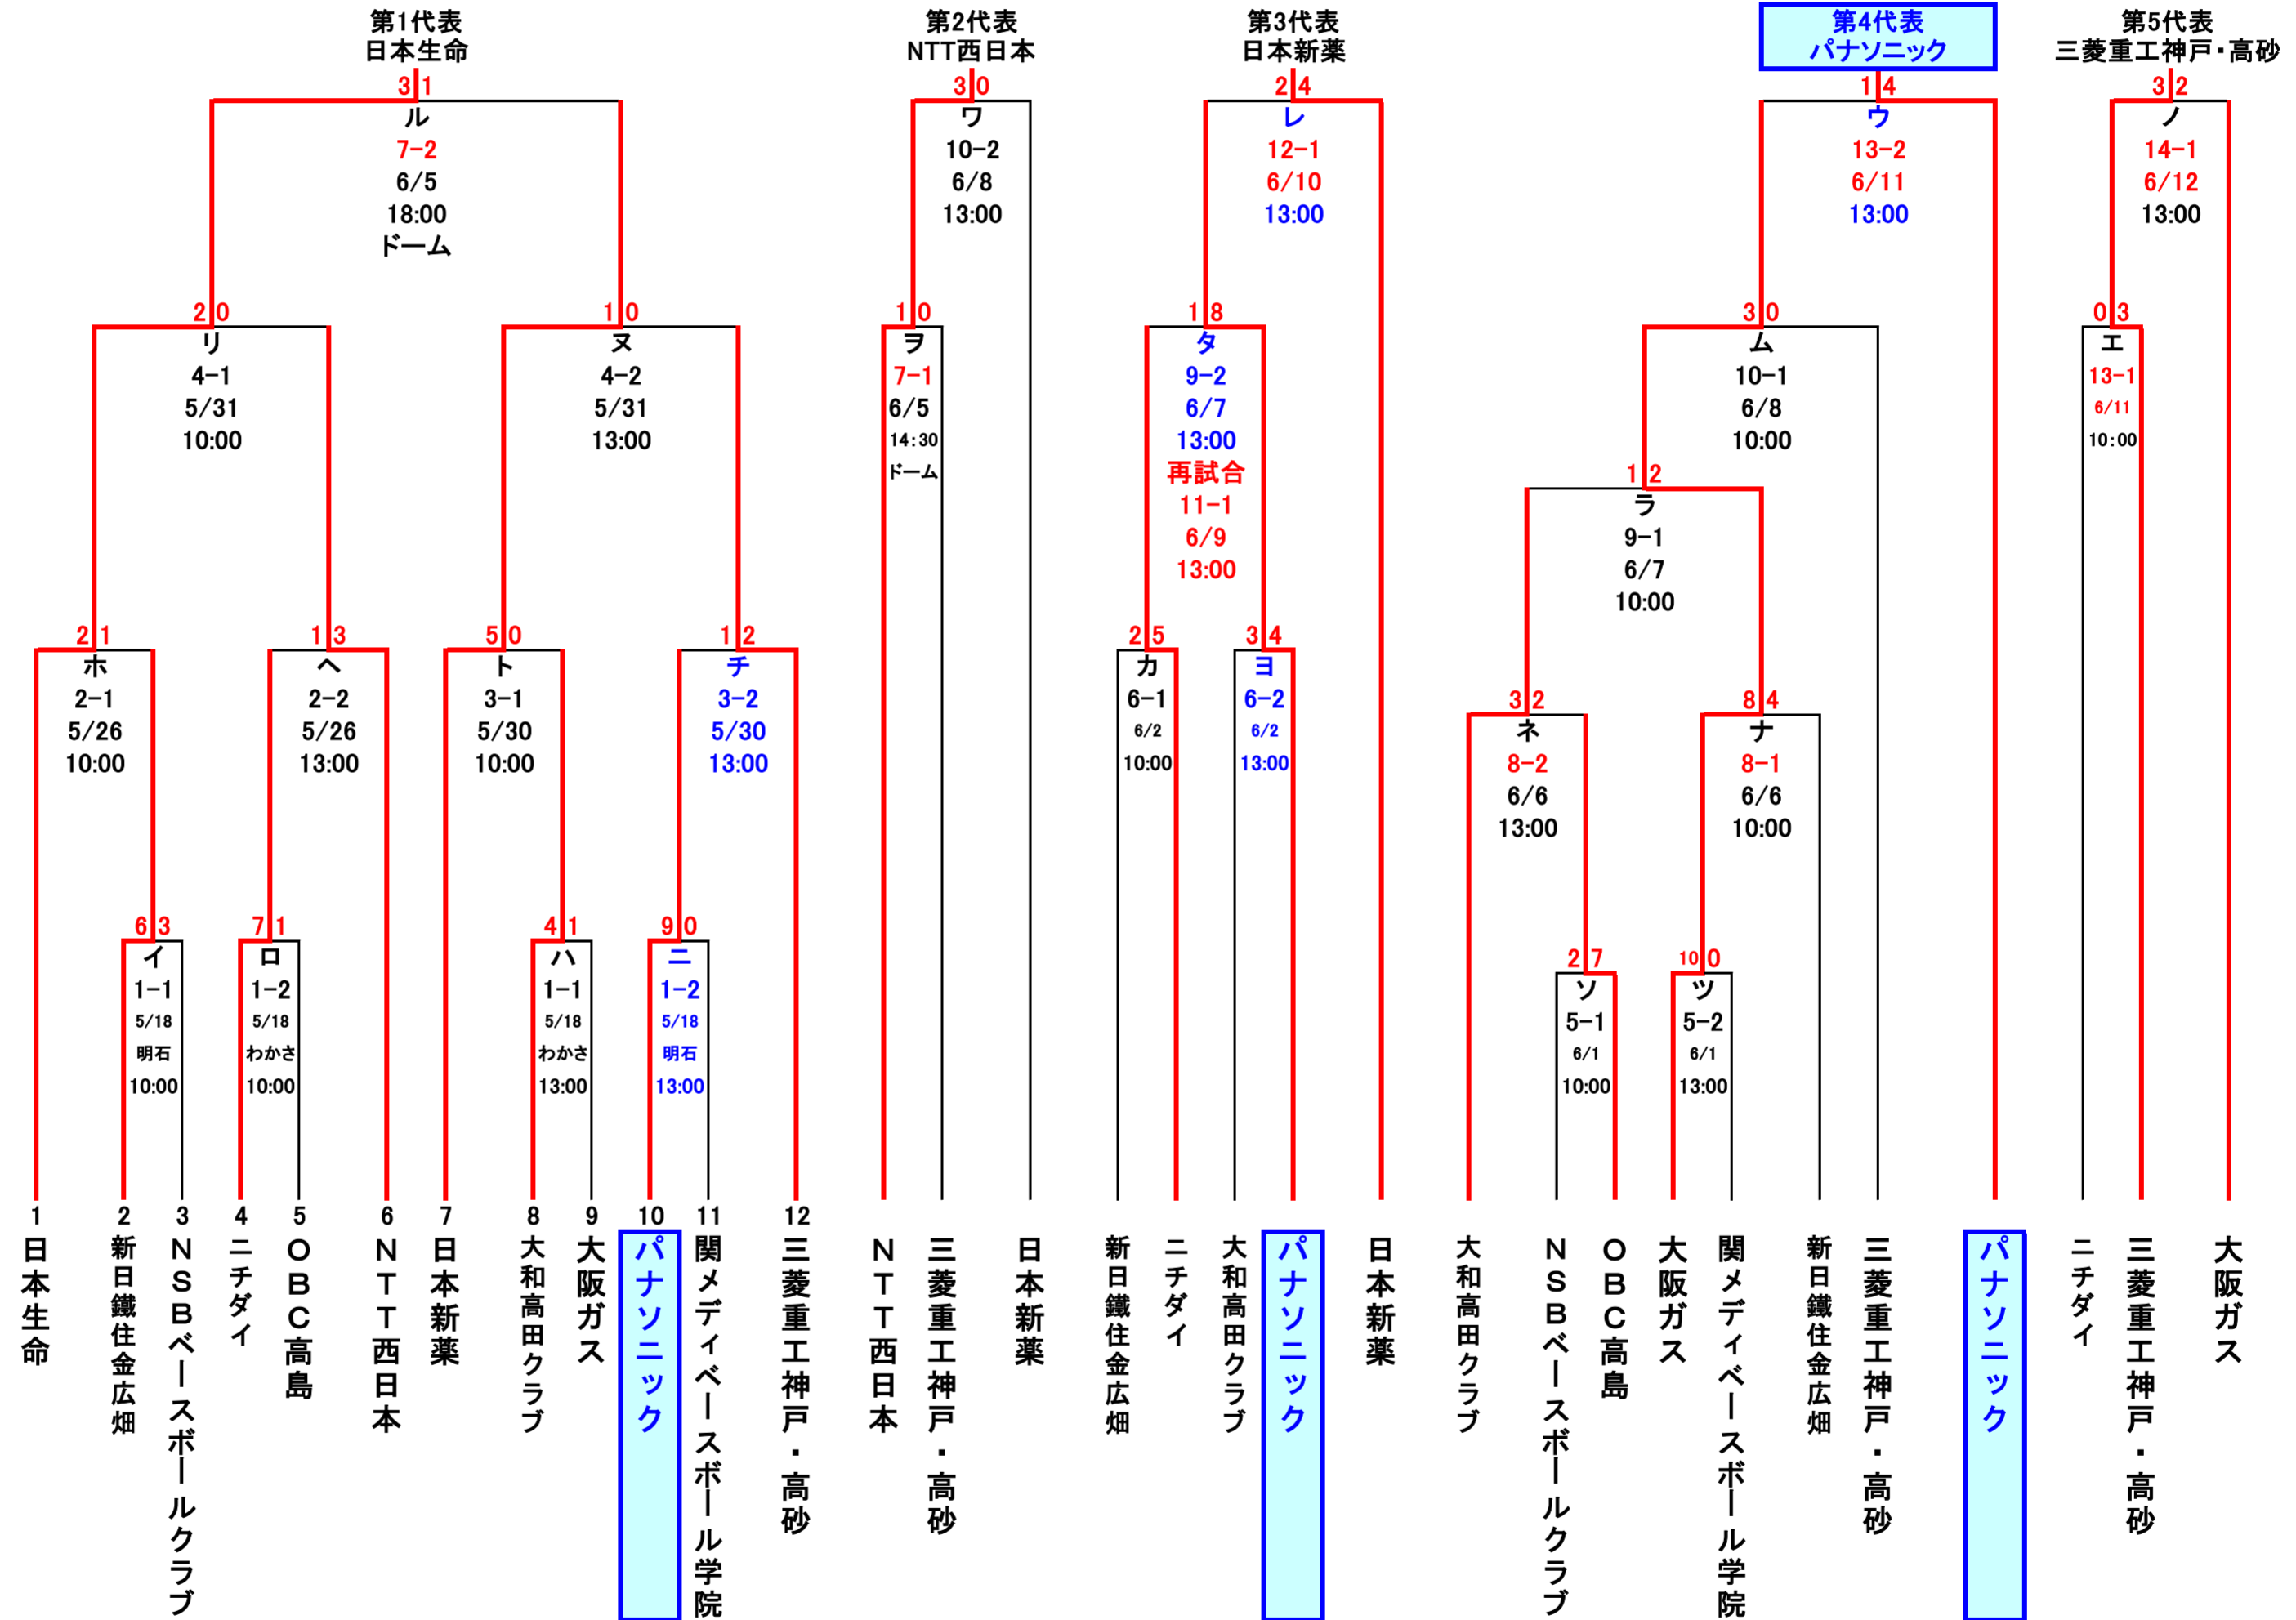 第1代表
日本生命
第2代表
NTT西日本
第3代表
日本新薬
第4代表
パナソニック
第5代表
三菱重工神戸・高砂
3 1
ル
7-2
6/5
18:00
ドーム
3 0
ワ
10-2
6/8
13:00
2 4
レ
12-1
6/10
13:00
1 4
ウ
13-2
6/11
13:00
3 2
ノ
14-1
6/12
13:00
2 0
リ
4-1
5/31
10:00
1 0
ヌ
4-2
5/31
13:00
1 0
ヲ
7-1
6/5
14:30
ドーム
1 8
タ
9-2
6/7
13:00
再試合
11-1
6/9
13:00
3 0
ム
10-1
6/8
10:00
0 3
エ
13-1
6/11
10:00
1 2
ラ
9-1
6/7
10:00
2 1
ホ
2-1
5/26
10:00
1 3
ヘ
2-2
5/26
13:00
5 0
ト
3-1
5/30
10:00
1 2
チ
3-2
5/30
13:00
2 5
カ
6-1
6/2
10:00
3 4
ヨ
6-2
6/2
13:00
3 2
ネ
8-2
6/6
13:00
8 4
ナ
8-1
6/6
10:00
6 3
イ
1-1
5/18
明石
10:00
7 1
ロ
1-2
5/18
わかさ
10:00
4 1
ハ
1-1
5/18
わかさ
13:00
9 0
ニ
1-2
5/18
明石
13:00
2 7
ソ
5-1
6/1
10:00
10 0
ツ
5-2
6/1
13:00
1
日本生命
2
新日鐵住金広畑
3
NSBベースボールクラブ
4
ニチダイ
5
OBC高島
6
NTT西日本
7
日本新薬
8
大和高田クラブ
9
大阪ガス
10
パナソニック
11
関メディベースボール学院
12
三菱重工神戸・高砂
NTT西日本
三菱重工神戸・高砂
日本新薬
新日鐵住金広畑
ニチダイ
大和高田クラブ
パナソニック
日本新薬
大和高田クラブ
NSBベースボールクラブ
OBC高島
大阪ガス
関メディベースボール学院
新日鐵住金広畑
三菱重工神戸・高砂
パナソニック
ニチダイ
三菱重工神戸・高砂
大阪ガス